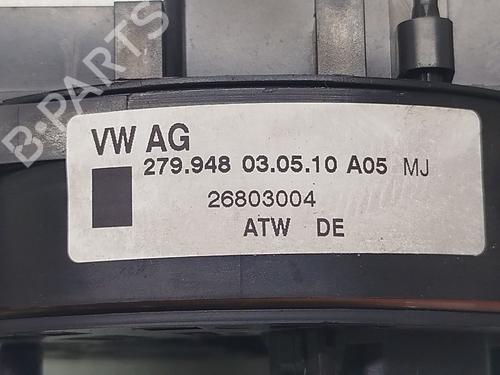 B-PARTS
VW AG
279.948 03.05.10 A05 MJ
26803004
ATW DE